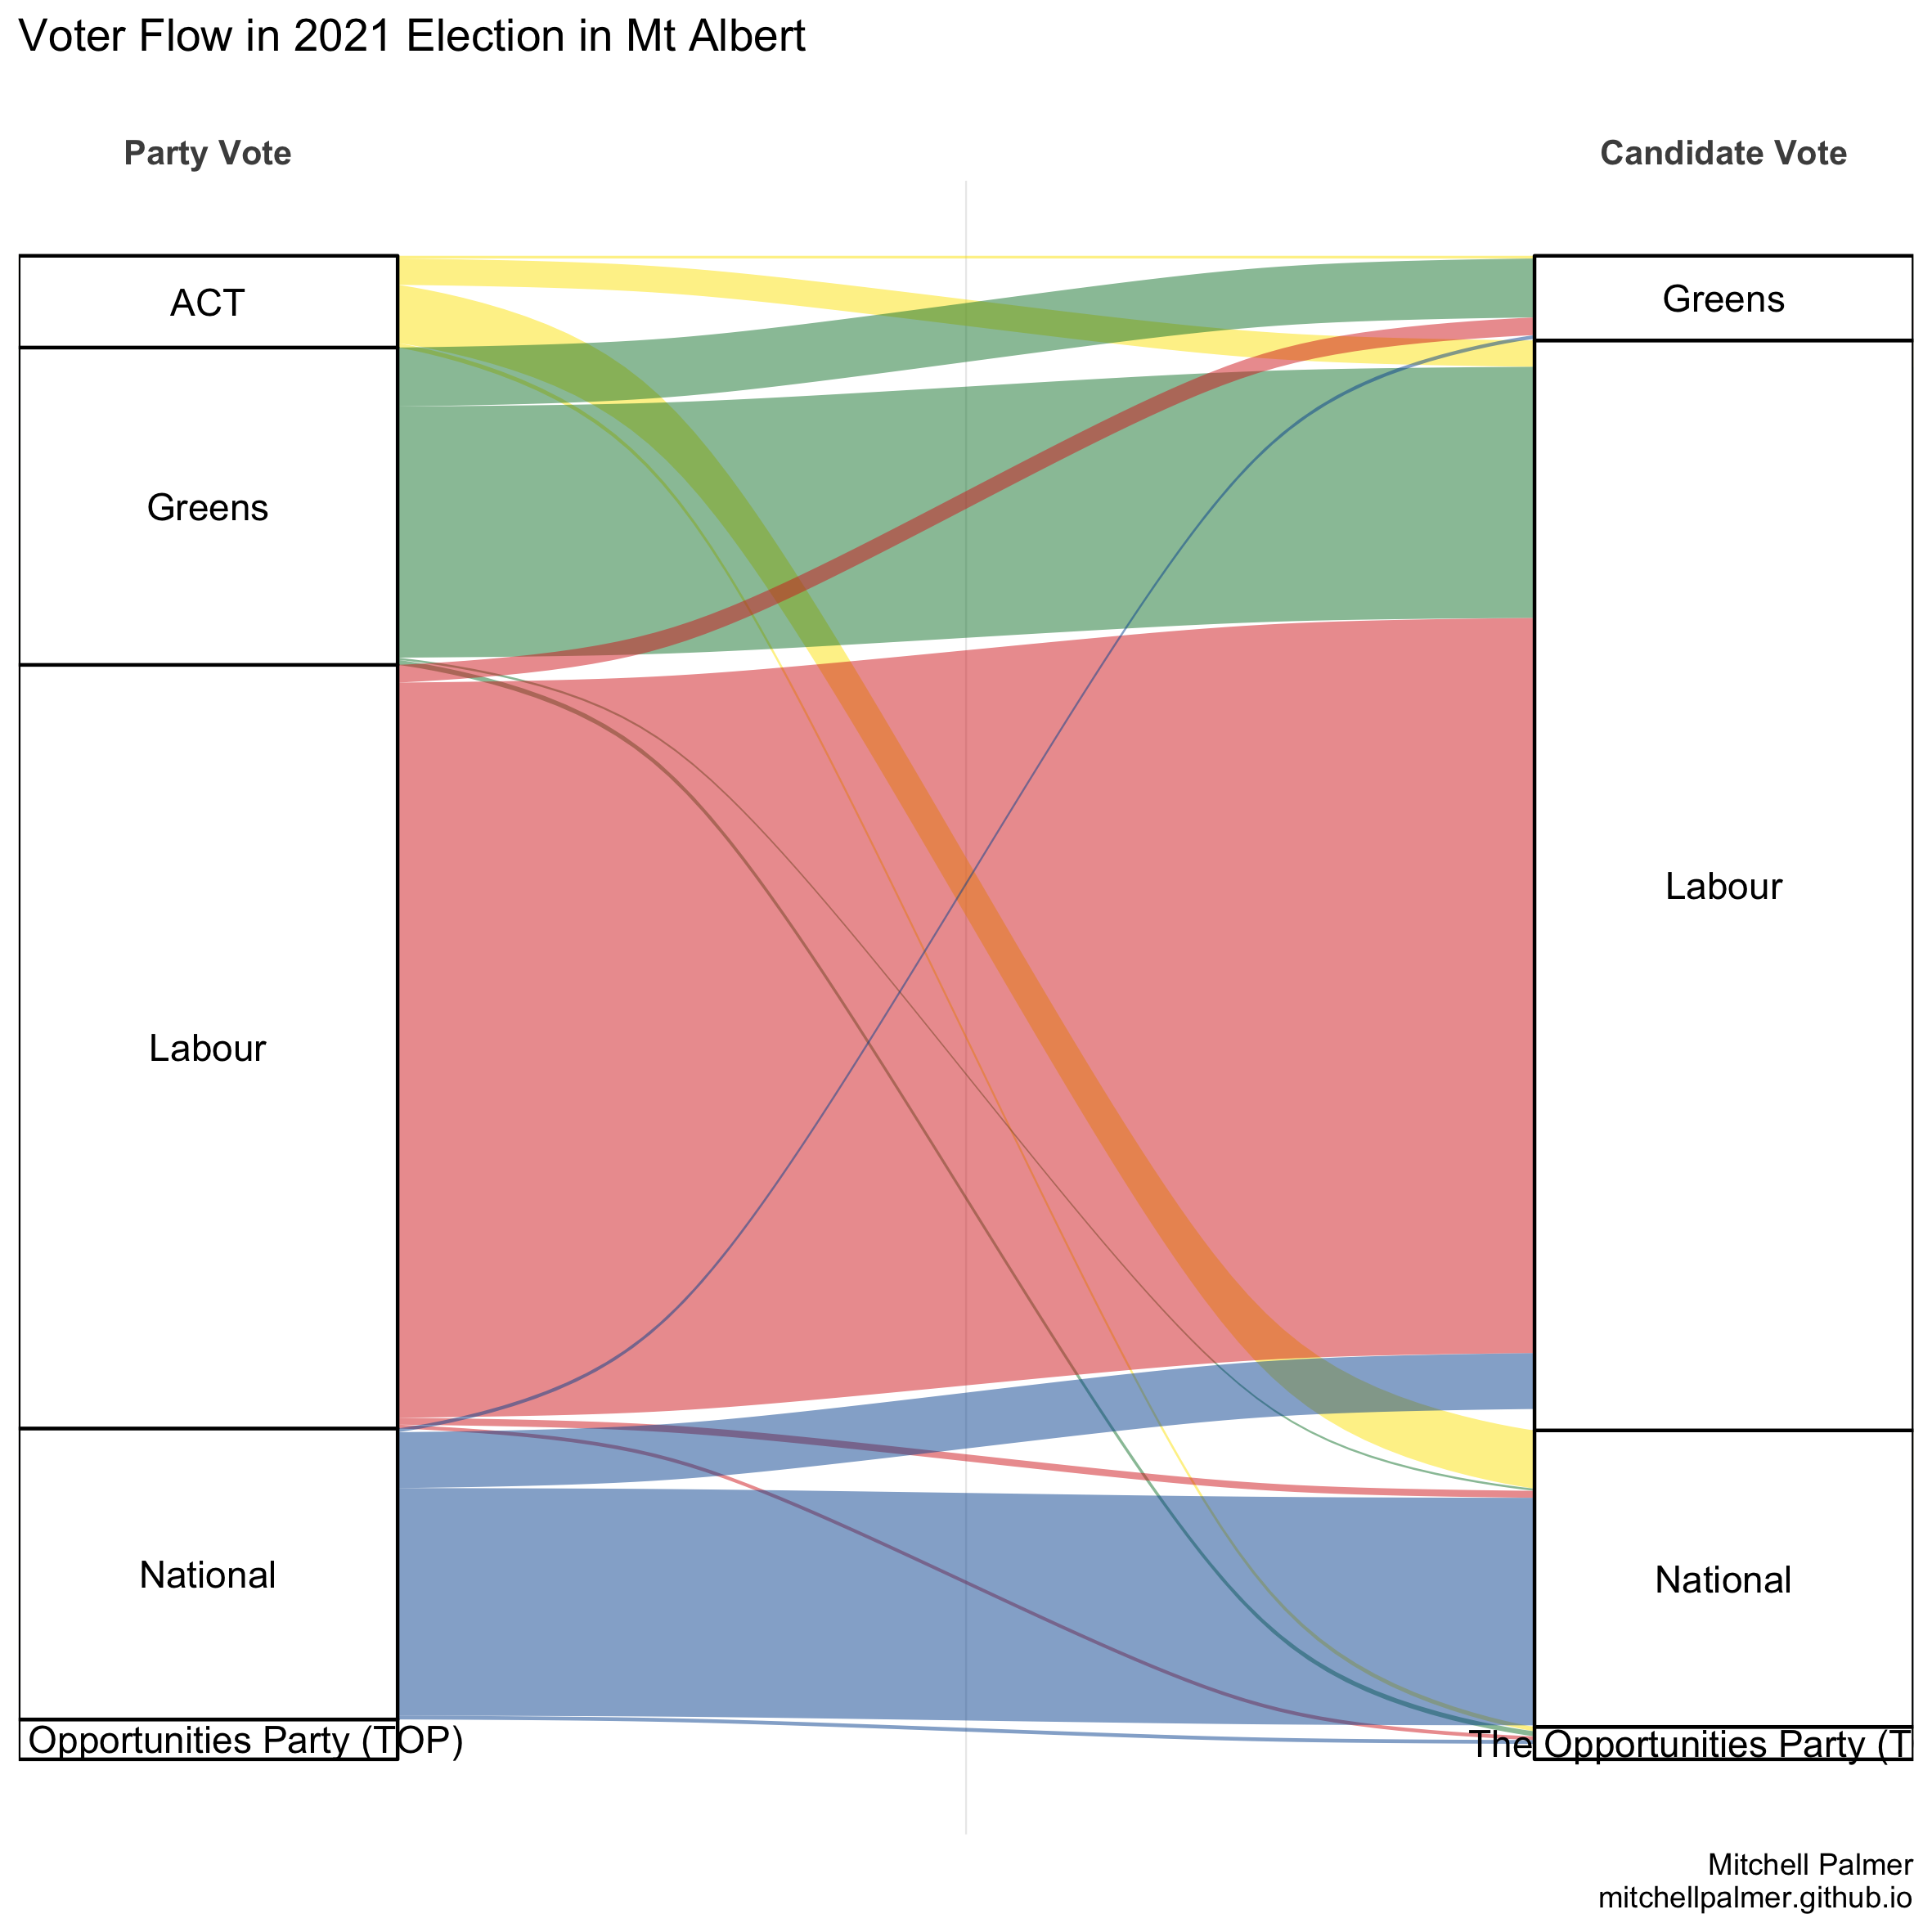 Voter Flow in 2021 Election in Mt Albert
Party Vote
Candidate Vote
ACT
Greens
Labour
National
Opportunities Party (TOP)
Greens
Labour
National
The Opportunities Party (T
Mitchell Palmer
mitchellpalmer.github.io